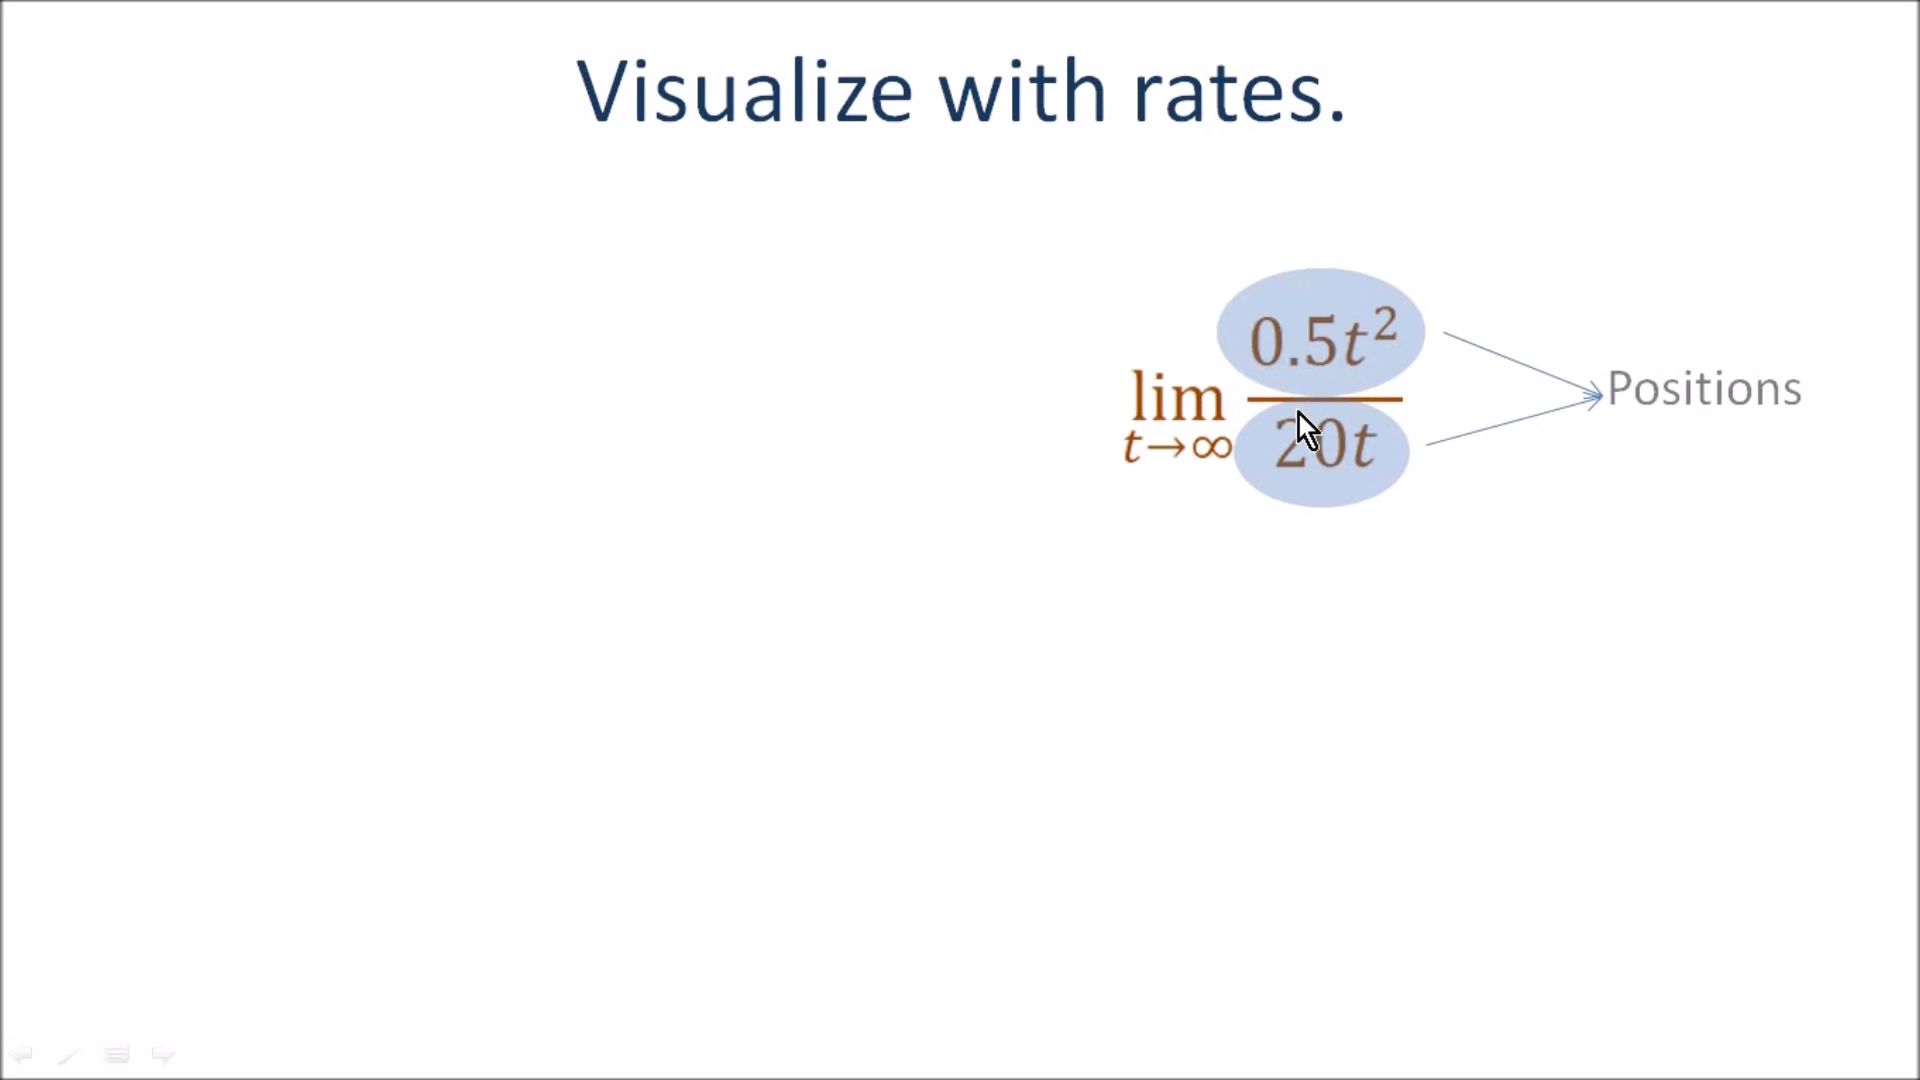 Visualize with rates.
0.5t²
lim
t→∞
20t
Positions